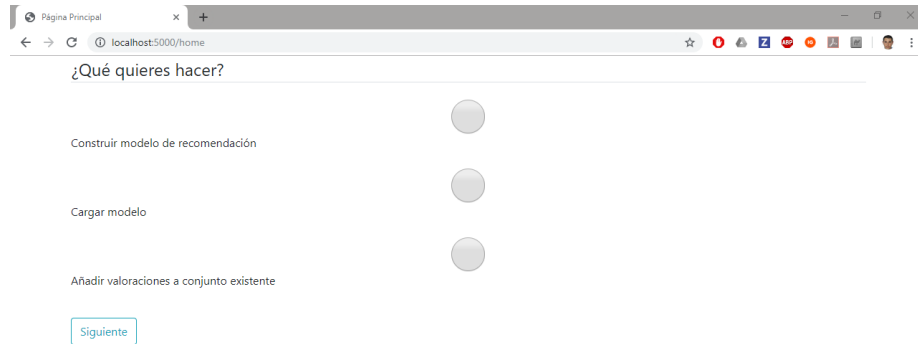 Página Principal
localhost:5000/home
ABP
¿Qué quieres hacer?
Construir modelo de recomendación
Cargar modelo
Añadir valoraciones a conjunto existente
Siguiente